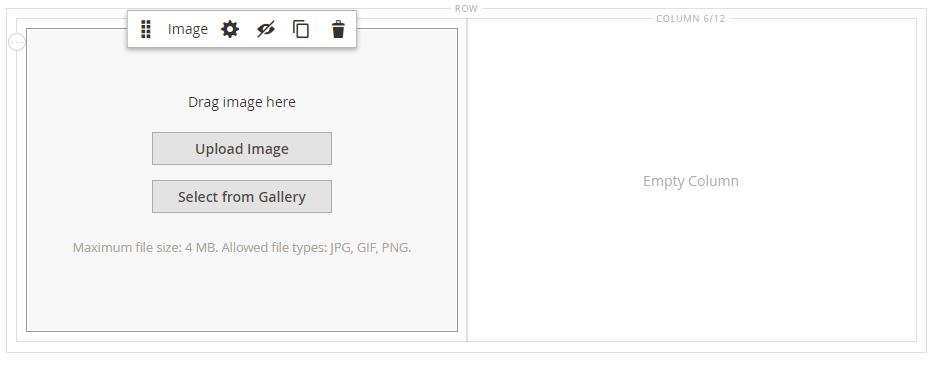 ROW
COLUMN 6/12
Image
Drag image here
Upload Image
Select from Gallery
Maximum file size: 4 MB. Allowed file types: JPG, GIF, PNG.
Empty Column